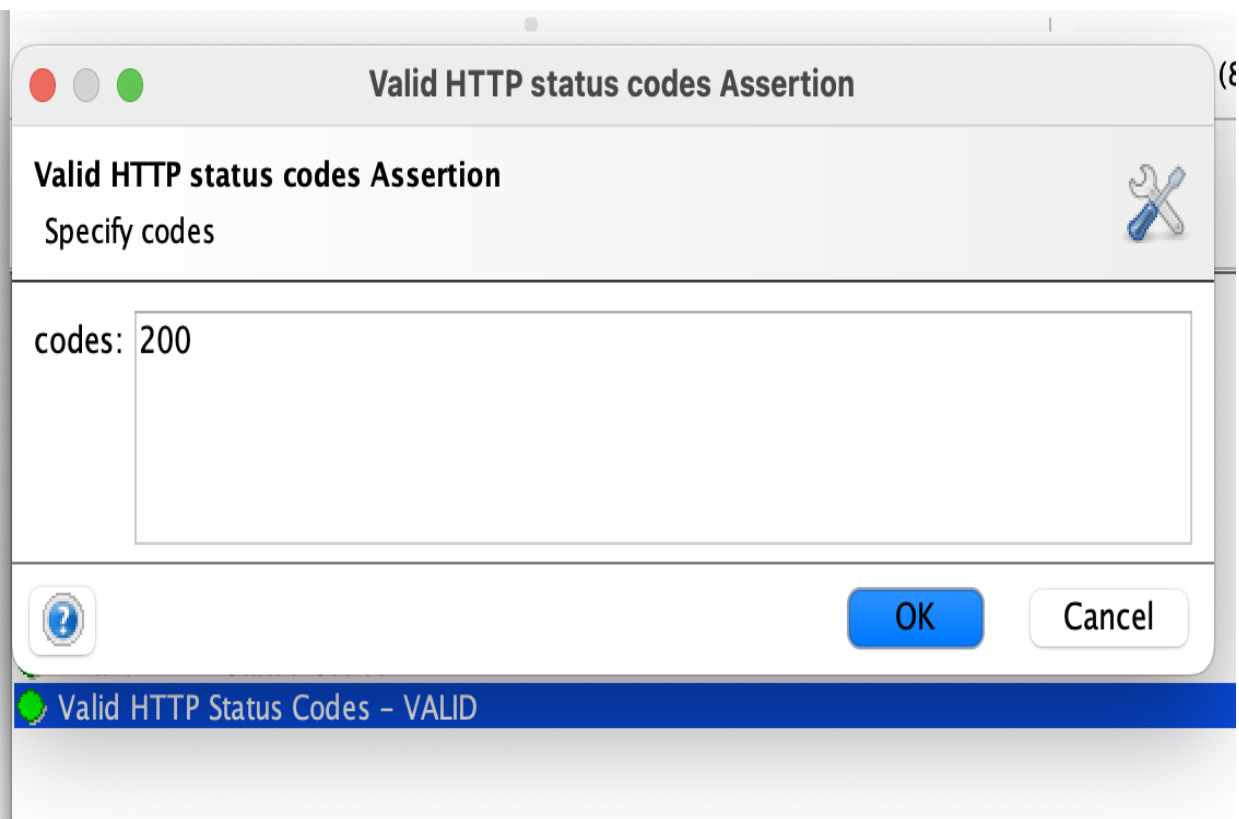 Valid HTTP status codes Assertion
(8
Valid HTTP status codes Assertion
Specify codes
codes: 200
?
OK Cancel
Valid HTTP Status Codes – VALID